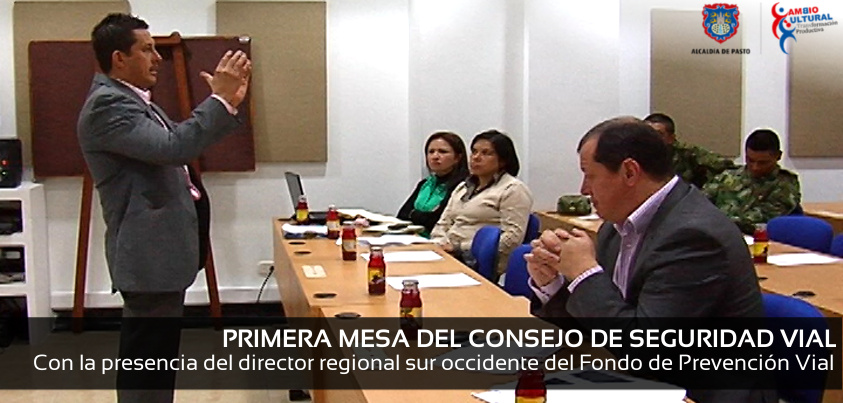 ALCALDÍA DE PASTO
CAMBIO
CULTURAL
Transformación
Productiva
PRIMERA MESA DEL CONSEJO DE SEGURIDAD VIAL
Con la presencia del director regional sur occidente del Fondo de Prevención Vial